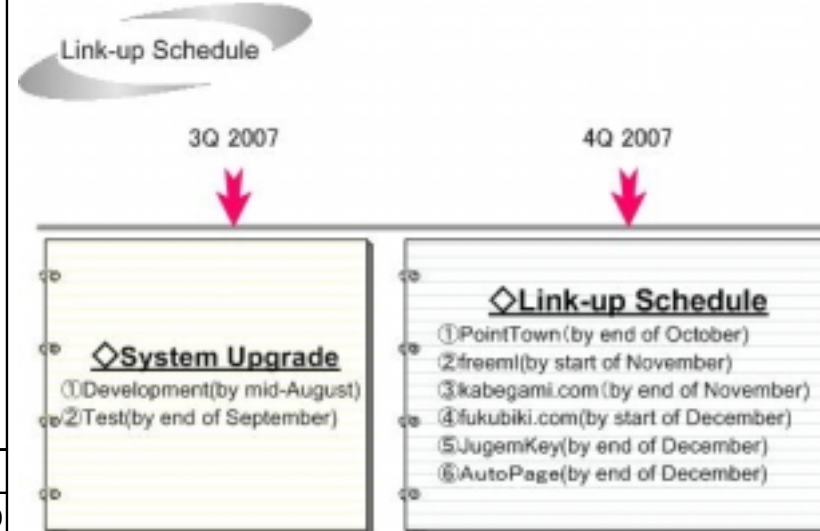 Link-up Schedule
3Q 2007
4Q 2007
◇System Upgrade
①Development(by mid-August)
②Test(by end of September)
◇Link-up Schedule
①PointTown(by end of October)
②freeml(by start of November)
③kabegami.com(by end of November)
④fukubiki.com(by start of December)
⑤JugemKey(by end of December)
⑥AutoPage(by end of December)